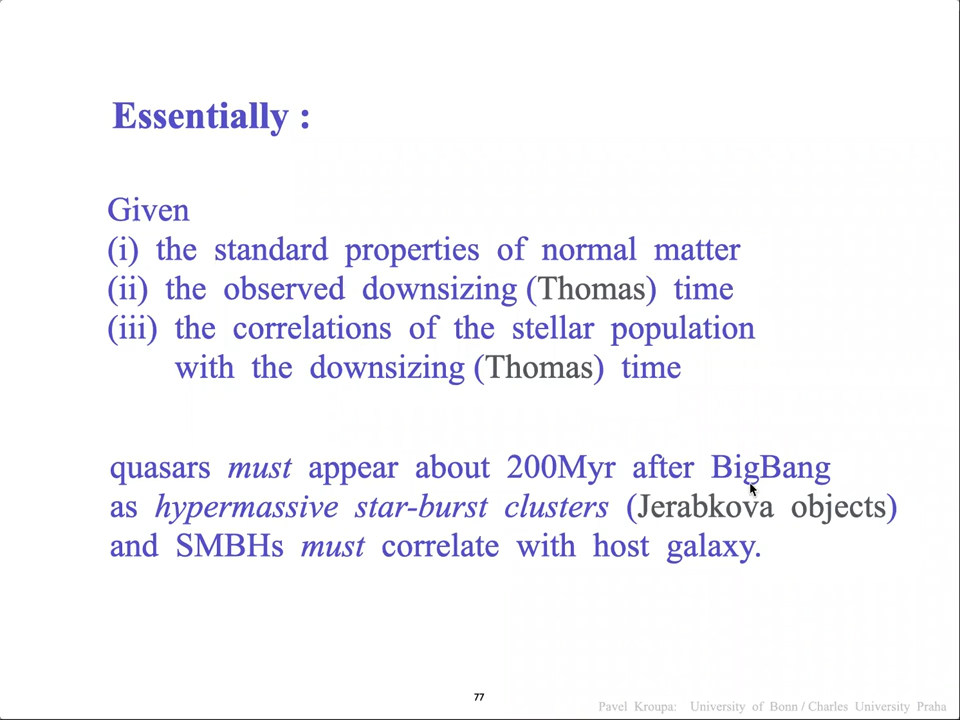 Essentially :
Given
(i) the standard properties of normal matter
(ii) the observed downsizing (Thomas) time
(iii) the correlations of the stellar population
with the downsizing (Thomas) time
quasars must appear about 200Myr after BigBang
as hypermassive star-burst clusters (Jerabkova objects)
and SMBHs must correlate with host galaxy.
77
Pavel Kroupa: University of Bonn / Charles University Praha